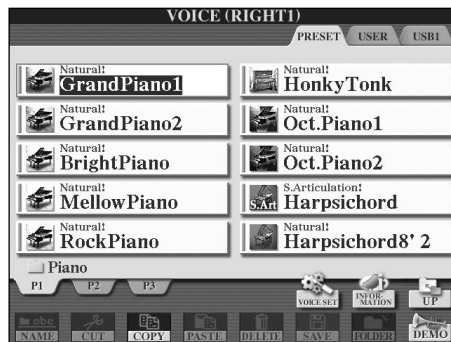 VOICE (RIGHT1)
PRESET USER USB1
Natural!
GrandPiano1
Natural!
GrandPiano2
Natural!
BrightPiano
Natural!
MellowPiano
Natural!
RockPiano
Natural!
HonkyTonk
Natural!
Oct.Piano1
Natural!
Oct.Piano2
S.Articulation!
S.Art Harpsichord
Natural!
Harpsichord8' 2
Piano
P1 P2 P3
VOICE SET INFOR-MATION UP
abc
NAME CUT COPY PASTE DELETE SAVE FOLDER DEMO